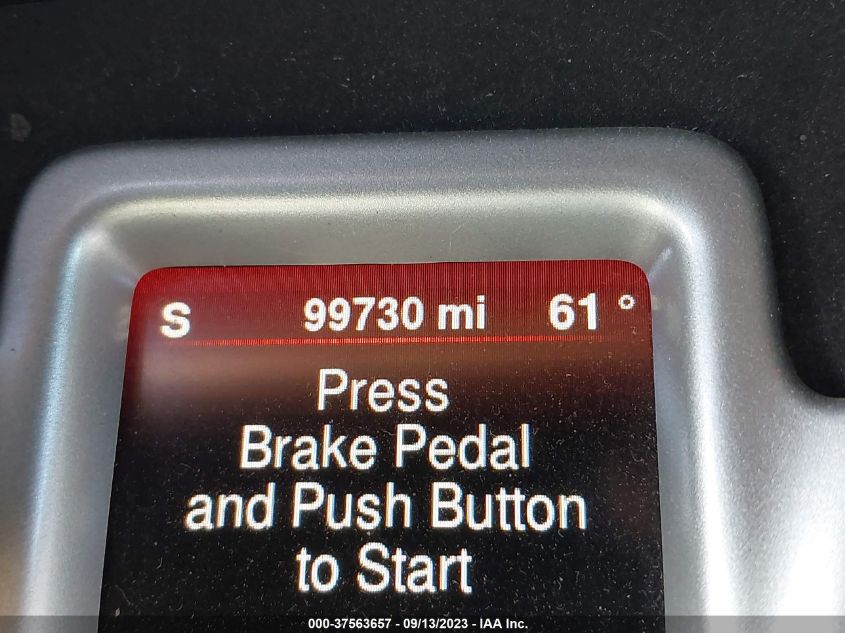 S 99730 mi 61°
Press
Brake Pedal
and Push Button
to Start
000-37563657 - 09/13/2023 - IAA Inc.